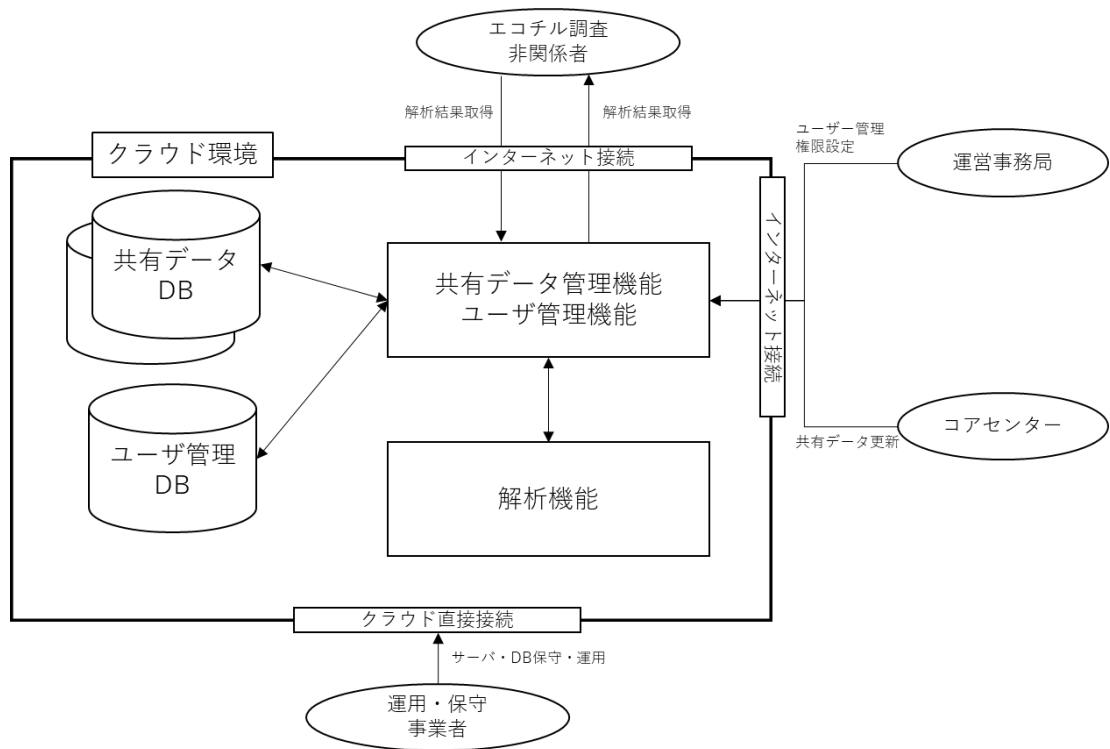 エコチル調査
非関係者
解析結果取得
解析結果取得
ユーザー管理
権限設定
クラウド環境
インターネット接続
運営事務局
インターネット接続
共有データ
DB
共有データ管理機能
ユーザ管理機能
コアセンター
共有データ更新
ユーザ管理
DB
解析機能
クラウド直接接続
サーバ・DB保守・運用
運用・保守
事業者